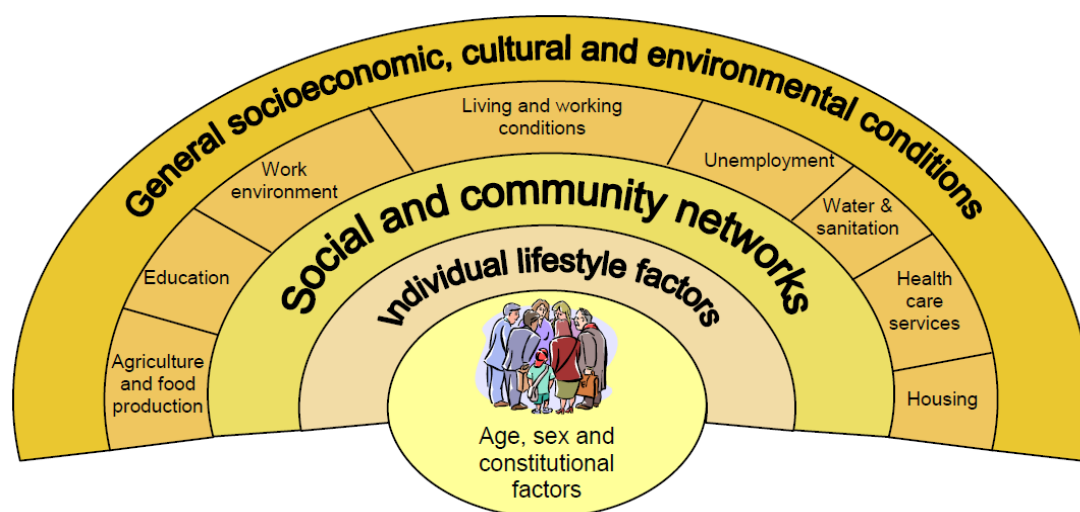 General socioeconomic, cultural and environmental conditions
Living and working
conditions
Work
environment
Unemployment
Education
Water &
sanitation
Agriculture
and food
production
Health
care
services
Housing
Social and community networks
Individual lifestyle factors
Age, sex and
constitutional
factors